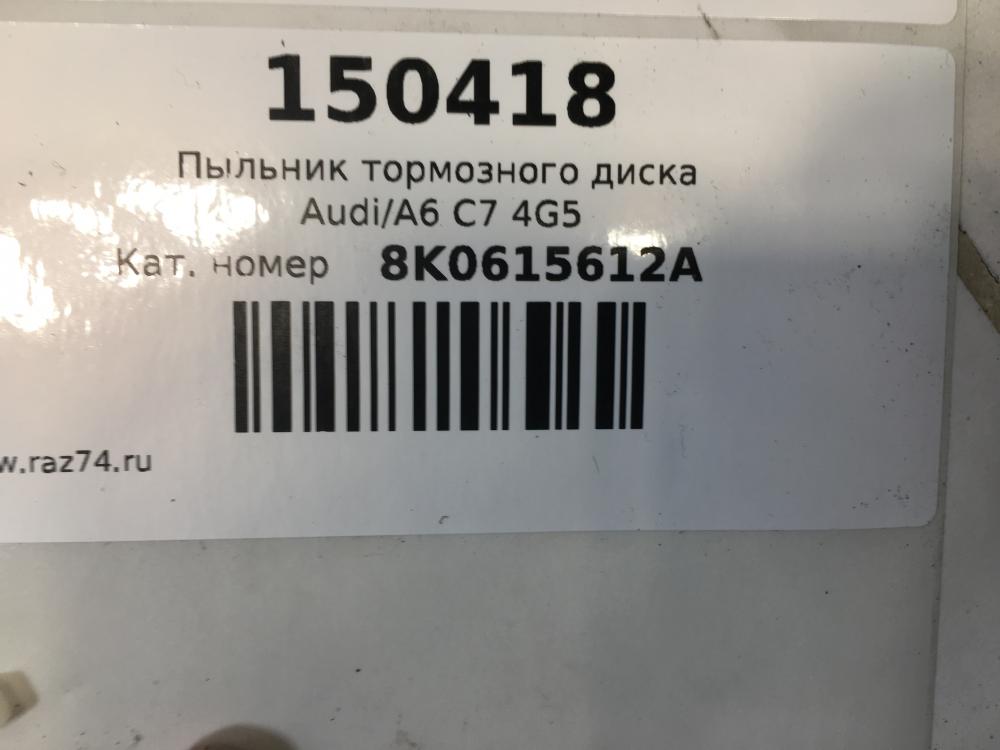 150418
Пыльник тормозного диска
Audi/A6 C7 4G5
Кат. номер 8K0615612A
w.raz74.ru